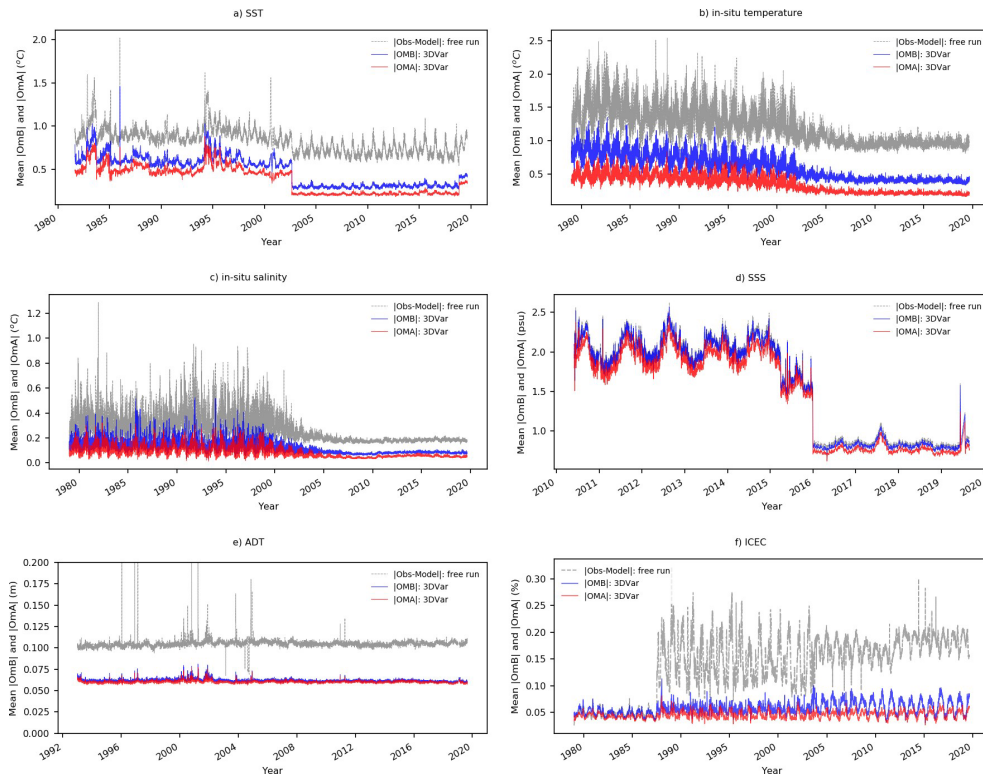 a) SST
Mean |OmB| and |OmA| (°C)
2.0
1.5
1.0
0.5
|Obs-Model|: free run
|OMB|: 3DVar
|OMA|: 3DVar
1980 1985 1990 1995 2000 2005 2010 2015 2020
Year
b) in-situ temperature
Mean |OmB| and |OmA| (°C)
2.5
2.0
1.5
1.0
0.5
|Obs-Model|: free run
|OMB|: 3DVar
|OMA|: 3DVar
1980 1985 1990 1995 2000 2005 2010 2015 2020
Year
c) in-situ salinity
Mean |OmB| and |OmA| (°C)
1.2
1.0
0.8
0.6
0.4
0.2
0.0
|Obs-Model|: free run
|OMB|: 3DVar
|OMA|: 3DVar
1980 1985 1990 1995 2000 2005 2010 2015 2020
Year
d) SSS
Mean |OmB| and |OmA| (psu)
2.5
2.0
1.5
1.0
|Obs-Model|: free run
|OMB|: 3DVar
|OMA|: 3DVar
2010 2011 2012 2013 2014 2015 2016 2017 2018 2019 2020
Year
e) ADT
Mean |OmB| and |OmA| (m)
0.200
0.175
0.150
0.125
0.100
0.075
0.050
0.025
0.000
|Obs-Model|: free run
|OMB|: 3DVar
|OMA|: 3DVar
1992 1996 2000 2004 2008 2012 2016 2020
Year
f) ICEC
Mean |OmB| and |OmA| (%)
0.30
0.25
0.20
0.15
0.10
0.05
|Obs-Model|: free run
|OMB|: 3DVar
|OMA|: 3DVar
1980 1985 1990 1995 2000 2005 2010 2015 2020
Year